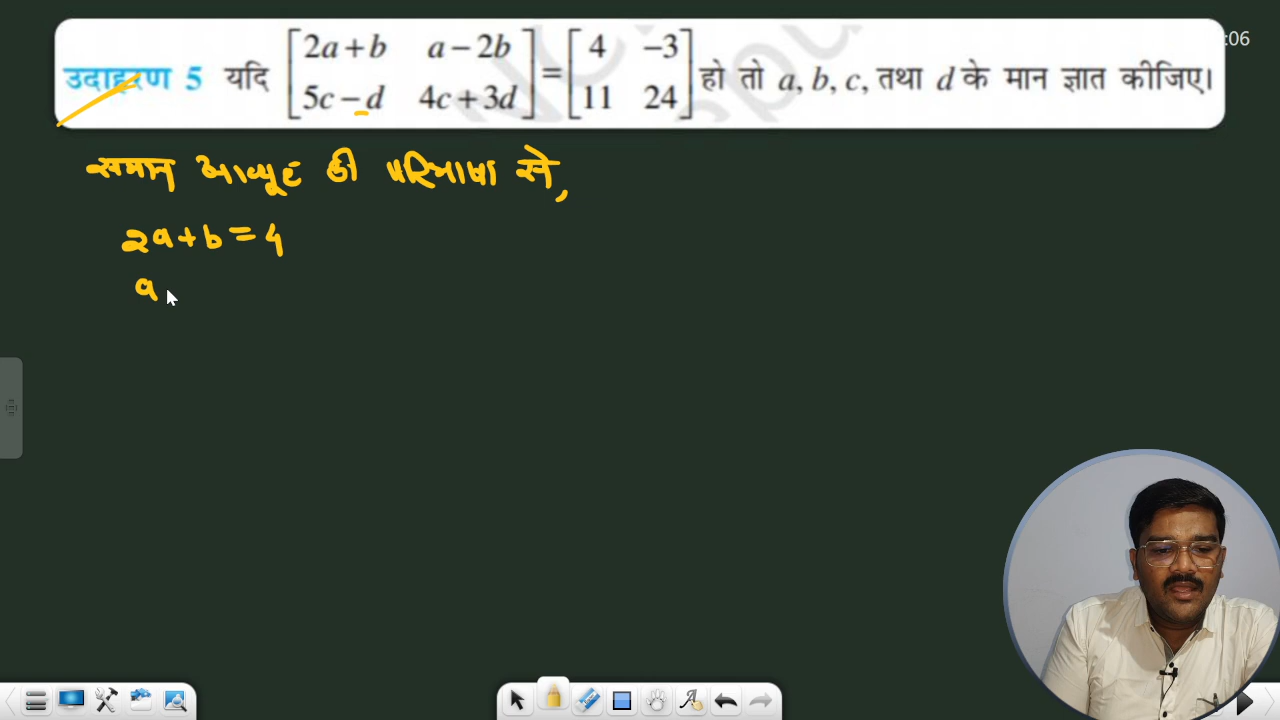 :06
उदाहरण 5 यदि [2a+b a−2b 5c−d 4c+3d] = [4 −3 11 24] हो तो a, b, c, तथा d के मान ज्ञात कीजिए।
समान आव्यूह की परिभाषा से,
2a+b=4
a